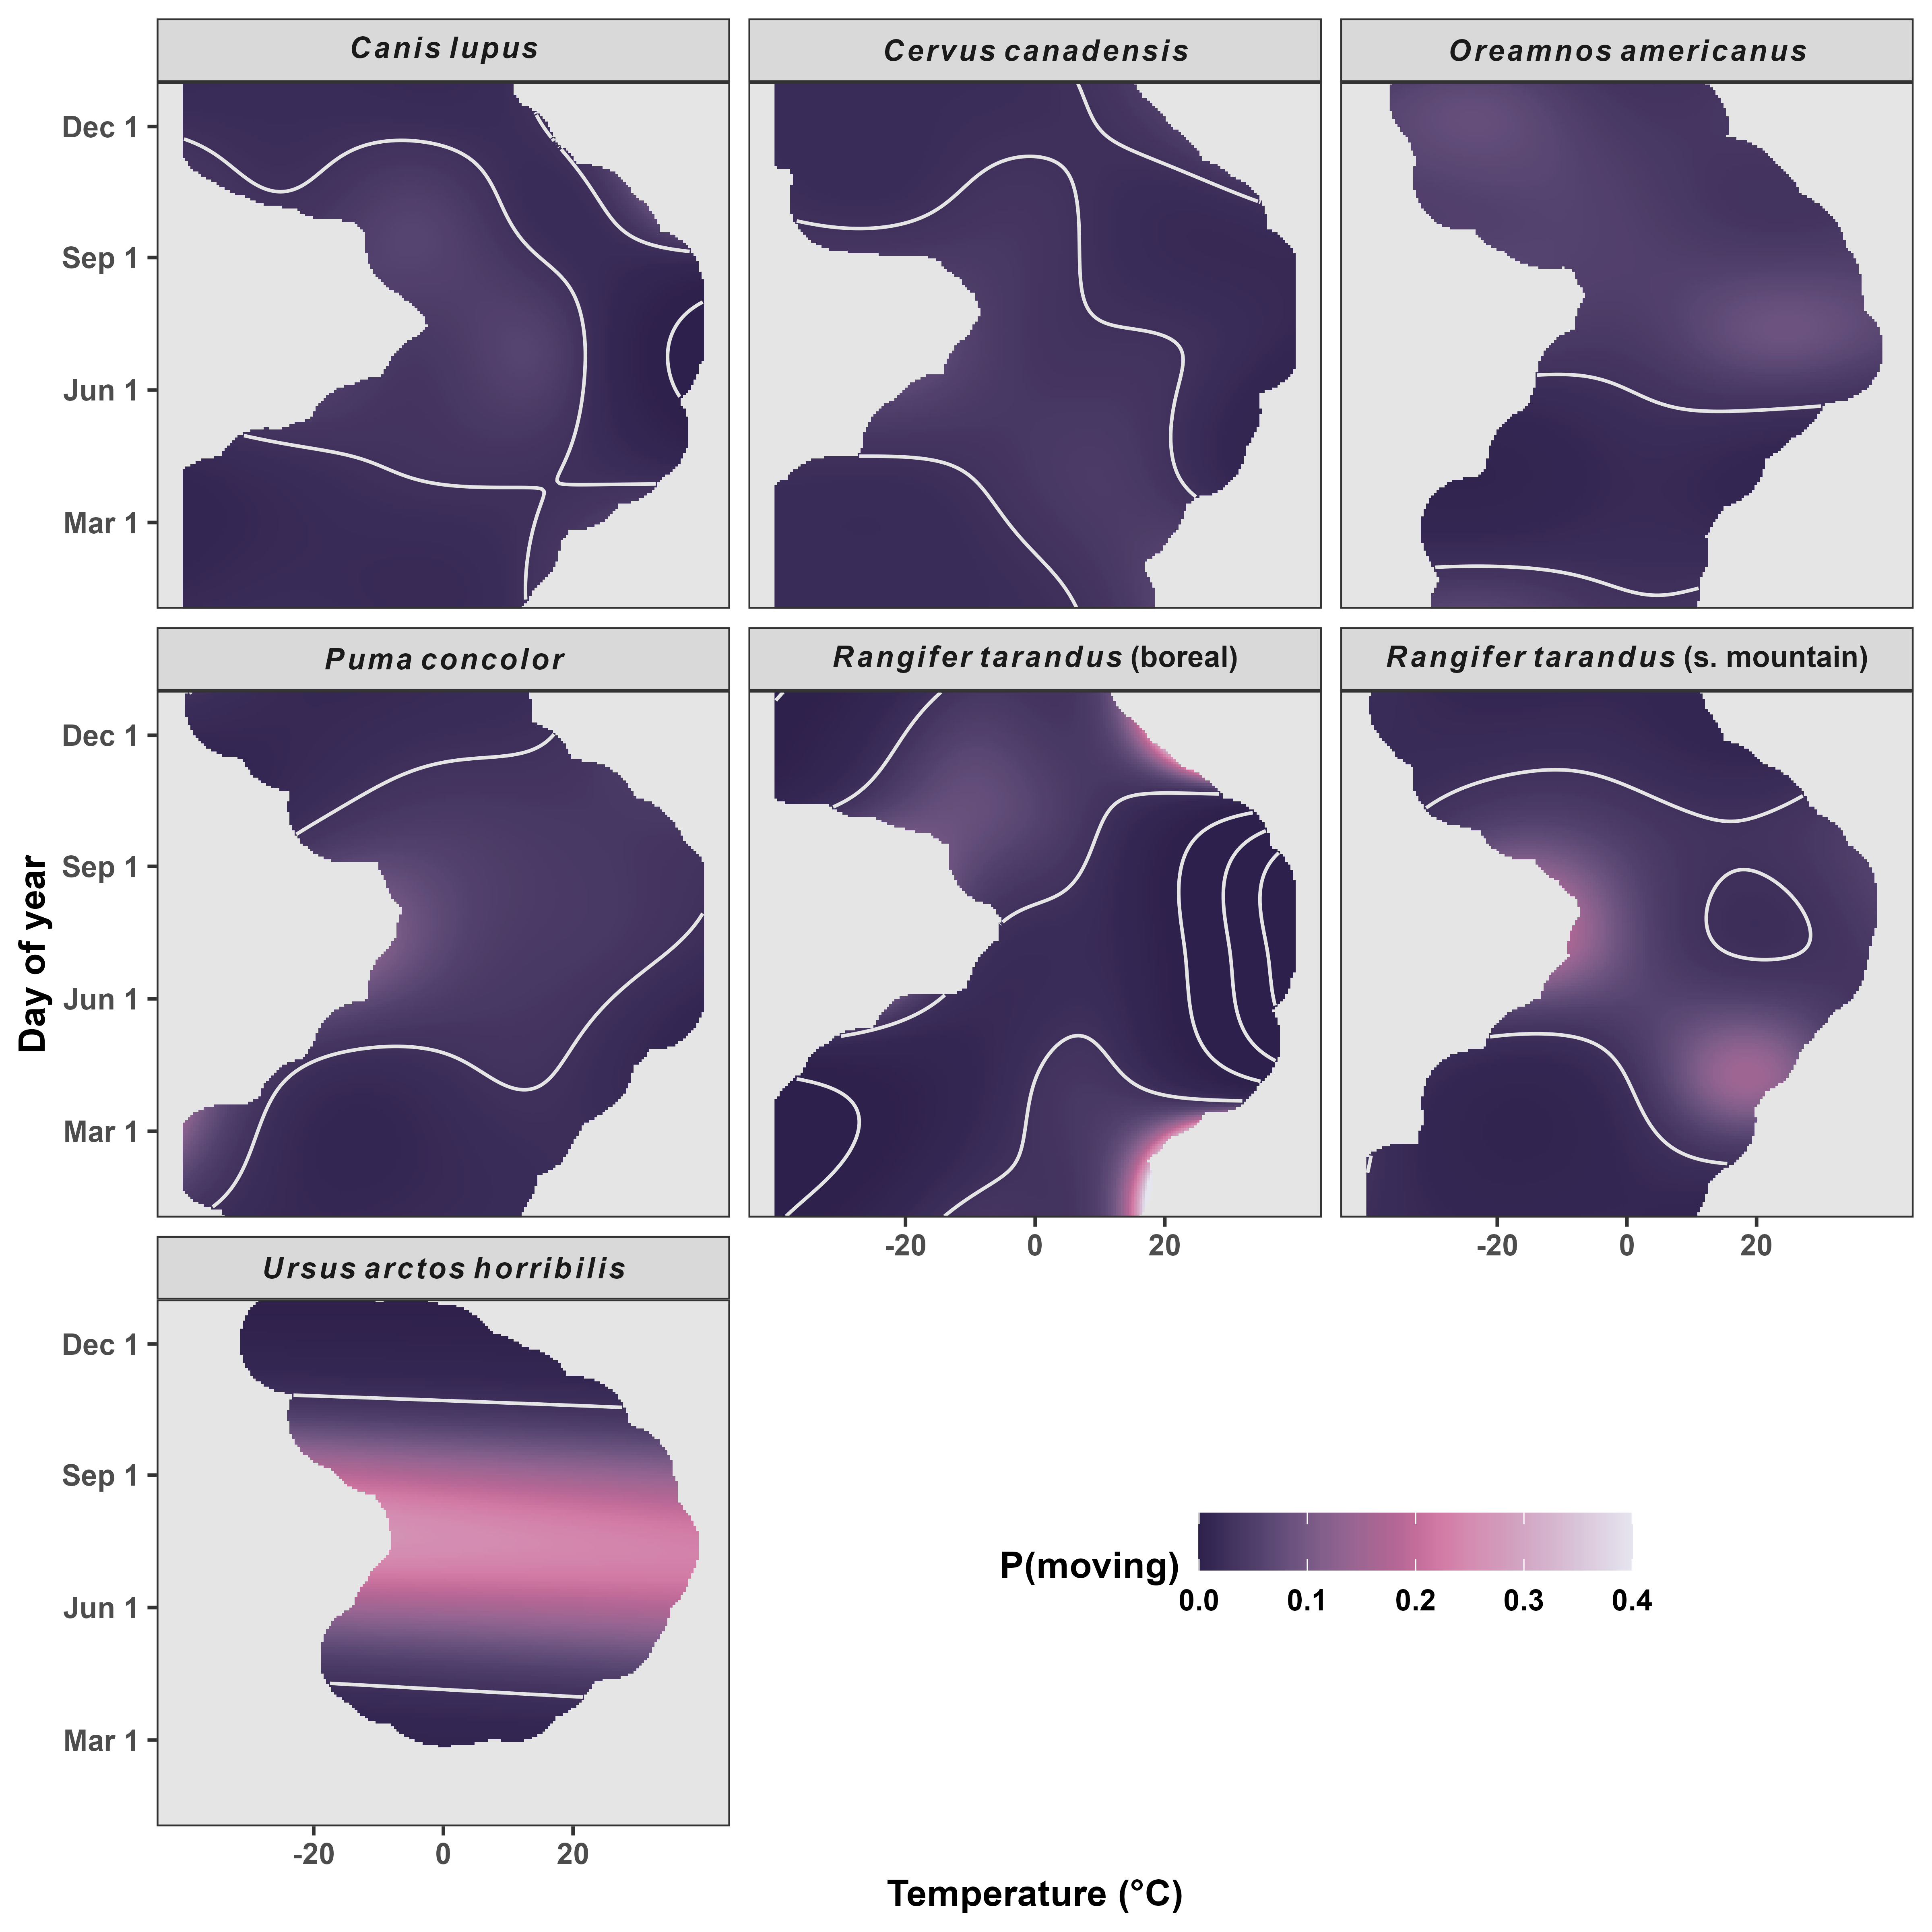 Canis lupus
Cervus canadensis
Oreamnos americanus
Dec 1
Sep 1
Jun 1
Mar 1
Puma concolor
Rangifer tarandus (boreal)
Rangifer tarandus (s. mountain)
Dec 1
Sep 1
Jun 1
Mar 1
-20 0 20
-20 0 20
Ursus arctos horribilis
Dec 1
Sep 1
Jun 1
Mar 1
-20 0 20
Day of year
Temperature (°C)
P(moving)
0.0 0.1 0.2 0.3 0.4